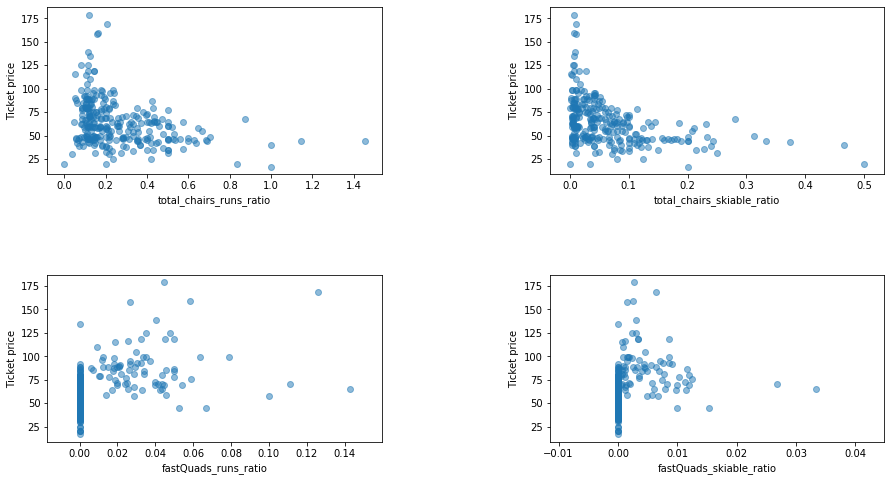 175
150
125
100
75
50
25
Ticket price
0.0 0.2 0.4 0.6 0.8 1.0 1.2 1.4
total_chairs_runs_ratio
175
150
125
100
75
50
25
Ticket price
0.0 0.1 0.2 0.3 0.4 0.5
total_chairs_skiable_ratio
175
150
125
100
75
50
25
Ticket price
0.00 0.02 0.04 0.06 0.08 0.10 0.12 0.14
fastQuads_runs_ratio
175
150
125
100
75
50
25
Ticket price
−0.01 0.00 0.01 0.02 0.03 0.04
fastQuads_skiable_ratio